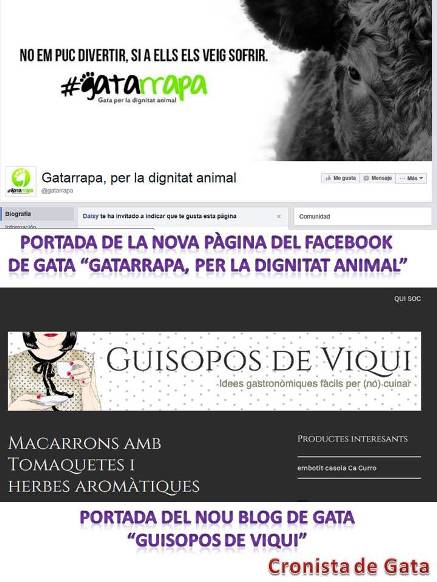 NO EM PUC DIVERTIR, SI A ELLS ELS VEIG SOFRIR.
#gatarrapa
Gata per la dignitat animal
#gatarrapa
Gatarrapa, per la dignitat animal
@gatarrapa
Me gusta Mensaje Más
Biografía
Daisy te ha invitado a indicar que te gusta esta página
Comunidad
Información
PORTADA DE LA NOVA PÀGINA DEL FACEBOOK
DE GATA “GATARRAPA, PER LA DIGNITAT ANIMAL”
QUI SOC
GUISOPOS DE VIQUI
Idees gastronòmiques fàcils per (no) cuinar
MACARRONS AMB
TOMAQUETES I
HERBES AROMÀTIQUES
PRODUCTES INTERESANTS
embotit casola Ca Curro
PORTADA DEL NOU BLOG DE GATA
“GUISOPOS DE VIQUI”
Cronista de Gata